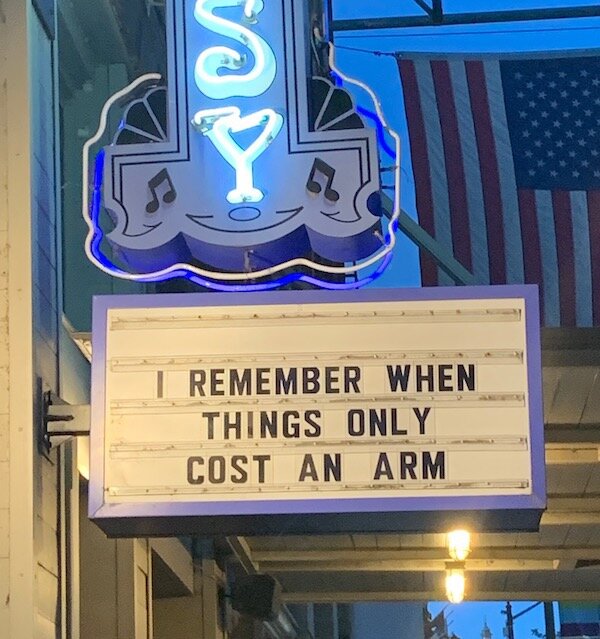 S
Y
I REMEMBER WHEN
THINGS ONLY
COST AN ARM